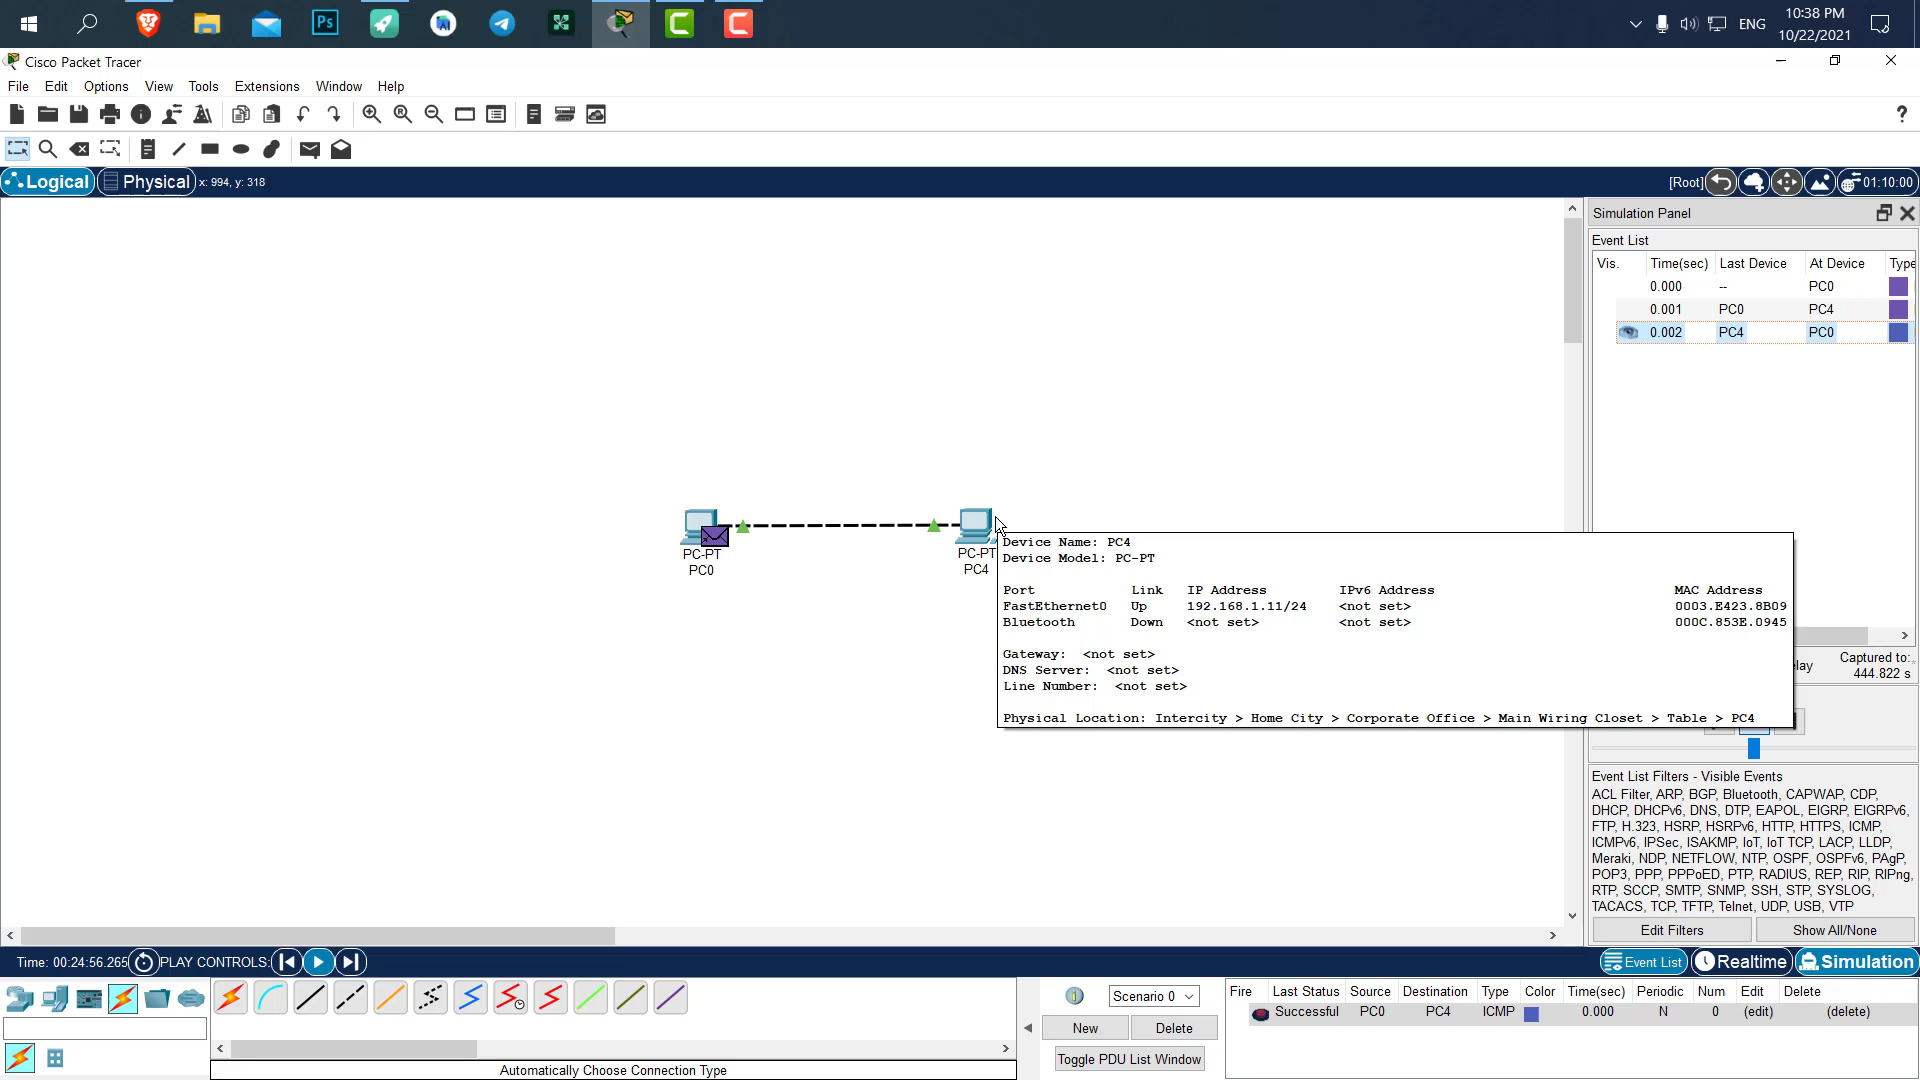 Ps
ENG
10:38 PM
10/22/2021
Cisco Packet Tracer
File Edit Options View Tools Extensions Window Help
?
Logical Physical x: 994, y: 318 [Root] 01:10:00
Simulation Panel
Event List
Vis. Time(sec) Last Device At Device Type
0.000 -- PC0
0.001 PC0 PC4
0.002 PC4 PC0
PC-PT
PC0
PC-PT
PC4
Device Name: PC4
Device Model: PC-PT
Port Link IP Address IPv6 Address MAC Address
FastEthernet0 Up 192.168.1.11/24 <not set> 0003.E423.8B09
Bluetooth Down <not set> <not set> 000C.853E.0945
Gateway: <not set>
DNS Server: <not set>
Line Number: <not set>
Physical Location: Intercity > Home City > Corporate Office > Main Wiring Closet > Table > PC4
elay
Captured to:
444.822 s
Event List Filters - Visible Events
ACL Filter, ARP, BGP, Bluetooth, CAPWAP, CDP,
DHCP, DHCPv6, DNS, DTP, EAPOL, EIGRP, EIGRPv6,
FTP, H.323, HSRP, HSRPv6, HTTP, HTTPS, ICMP,
ICMPv6, IPSec, ISAKMP, IoT, IoT TCP, LACP, LLDP,
Meraki, NDP, NETFLOW, NTP, OSPF, OSPFv6, PAgP,
POP3, PPP, PPPoED, PTP, RADIUS, REP, RIP, RIPng,
RTP, SCCP, SMTP, SNMP, SSH, STP, SYSLOG,
TACACS, TCP, TFTP, Telnet, UDP, USB, VTP
Edit Filters Show All/None
Time: 00:24:56.265 PLAY CONTROLS: Event List Realtime Simulation
Scenario 0
New Delete
Toggle PDU List Window
Fire Last Status Source Destination Type Color Time(sec) Periodic Num Edit Delete
Successful PC0 PC4 ICMP 0.000 N 0 (edit) (delete)
Automatically Choose Connection Type